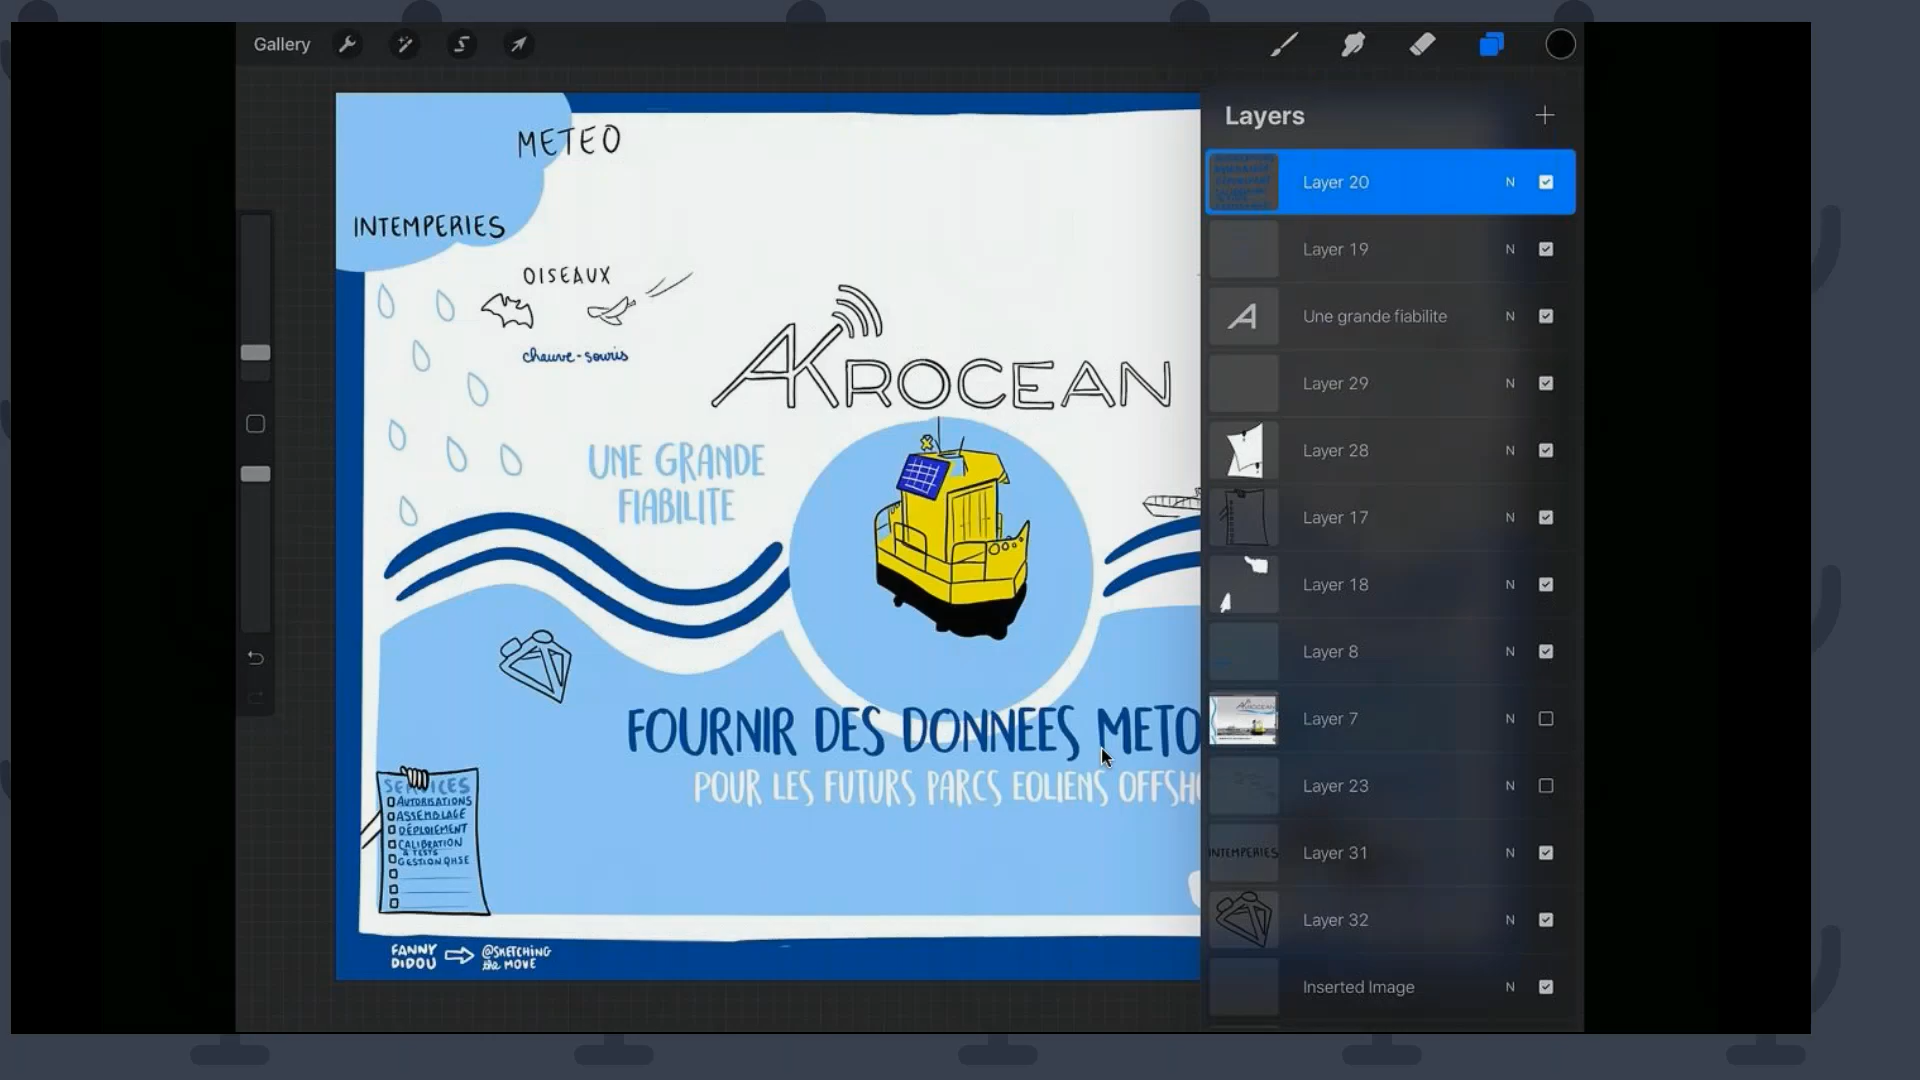 Gallery
METEO
INTEMPERIES
OISEAUX
chauve-souris
AKROCEAN
UNE GRANDE
FIABILITE
FOURNIR DES DONNEES METO
POUR LES FUTURS PARCS EOLIENS OFFSH
SERVICES
AUTORISATIONS
ASSEMBLAGE
DÉPLOIEMENT
CALIBRATION
& TESTS
GESTION QHSE
FANNY
DIDOU
@SKETCHING
the MOVE
Layers
Layer 20 N
Layer 19 N
A Une grande fiabilite N
Layer 29 N
Layer 28 N
Layer 17 N
Layer 18 N
Layer 8 N
AKROCEAN Layer 7 N
Layer 23 N
INTEMPERIES Layer 31 N
Layer 32 N
Inserted Image N